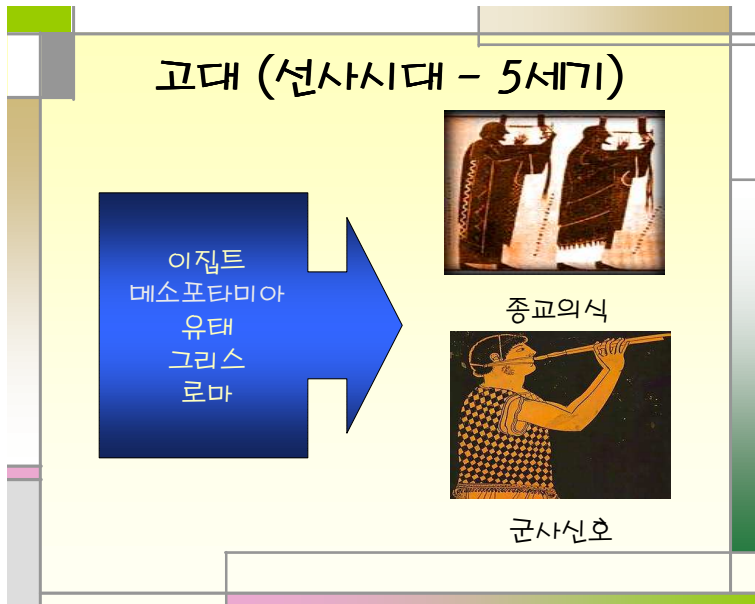 고대 (선사시대 - 5세기)
이집트
메소포타미아
유태
그리스
로마
종교의식
군사신호